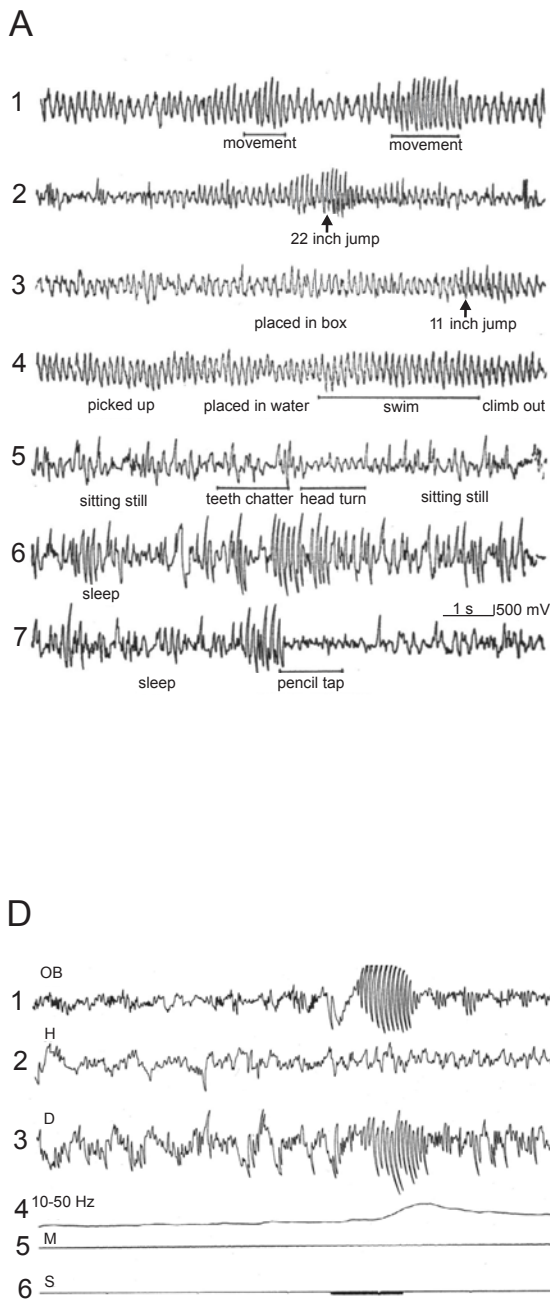 A
1
movement movement
2
22 inch jump
3
placed in box 11 inch jump
4
picked up placed in water swim climb out
5
sitting still teeth chatter head turn sitting still
6
sleep
1 s 500 mV
7
sleep pencil tap
D
OB
1
H
2
D
3
4 10-50 Hz
5 M
6 S